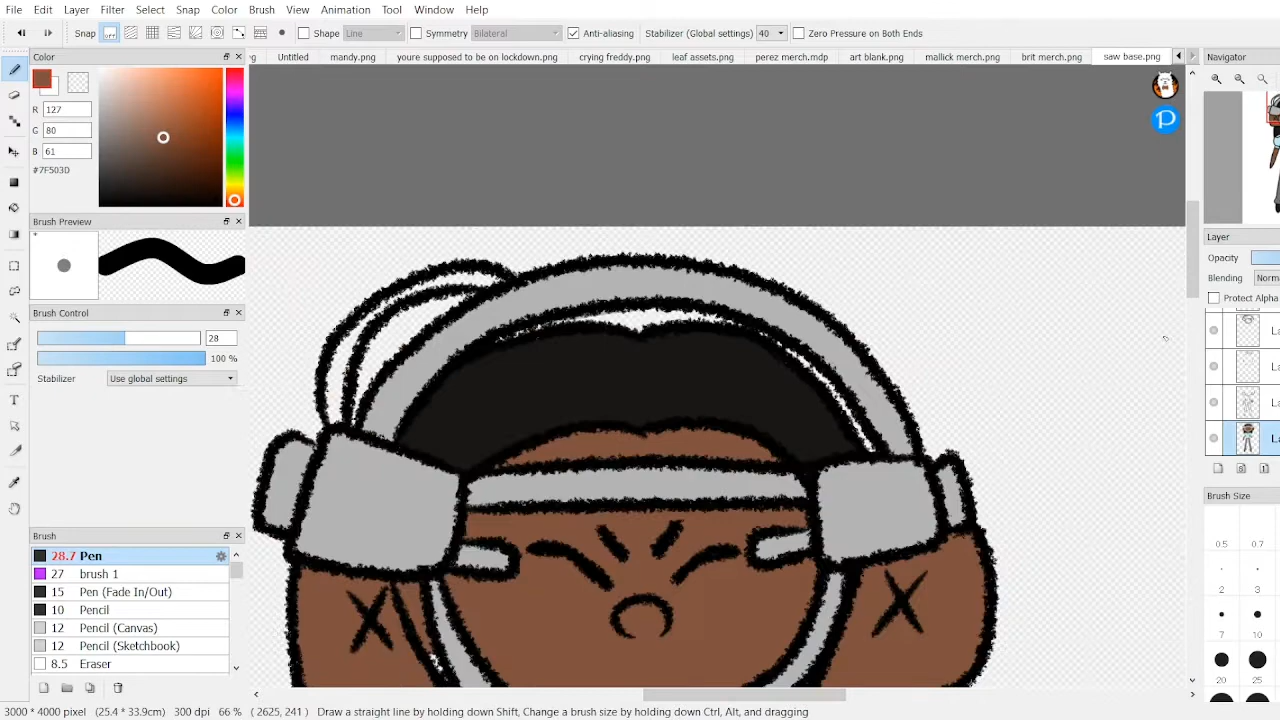 File Edit Layer Filter Select Snap Color Brush View Animation Tool Window Help
Snap off Shape Line Symmetry Bilateral Anti-aliasing Stabilizer (Global settings) 40 Zero Pressure on Both Ends
Color
g Untitled mandy.png youre supposed to be on lockdown.png crying freddy.png leaf assets.png perez merch.mdp art blank.png mallick merch.png brit merch.png saw base.png
Navigator
R 127
G 80
B 61
#7F503D
Brush Preview
Brush Control
28
100 %
Stabilizer Use global settings
Layer
Opacity
Blending Norm
Protect Alpha
La
La
La
La
Brush
28.7 Pen
27 brush 1
15 Pen (Fade In/Out)
10 Pencil
12 Pencil (Canvas)
12 Pencil (Sketchbook)
8.5 Eraser
Brush Size
0.5 0.7
2 3
7 10
20 25
3000 * 4000 pixel (25.4 * 33.9cm) 300 dpi 66 % ( 2625, 241 ) Draw a straight line by holding down Shift, Change a brush size by holding down Ctrl, Alt, and dragging